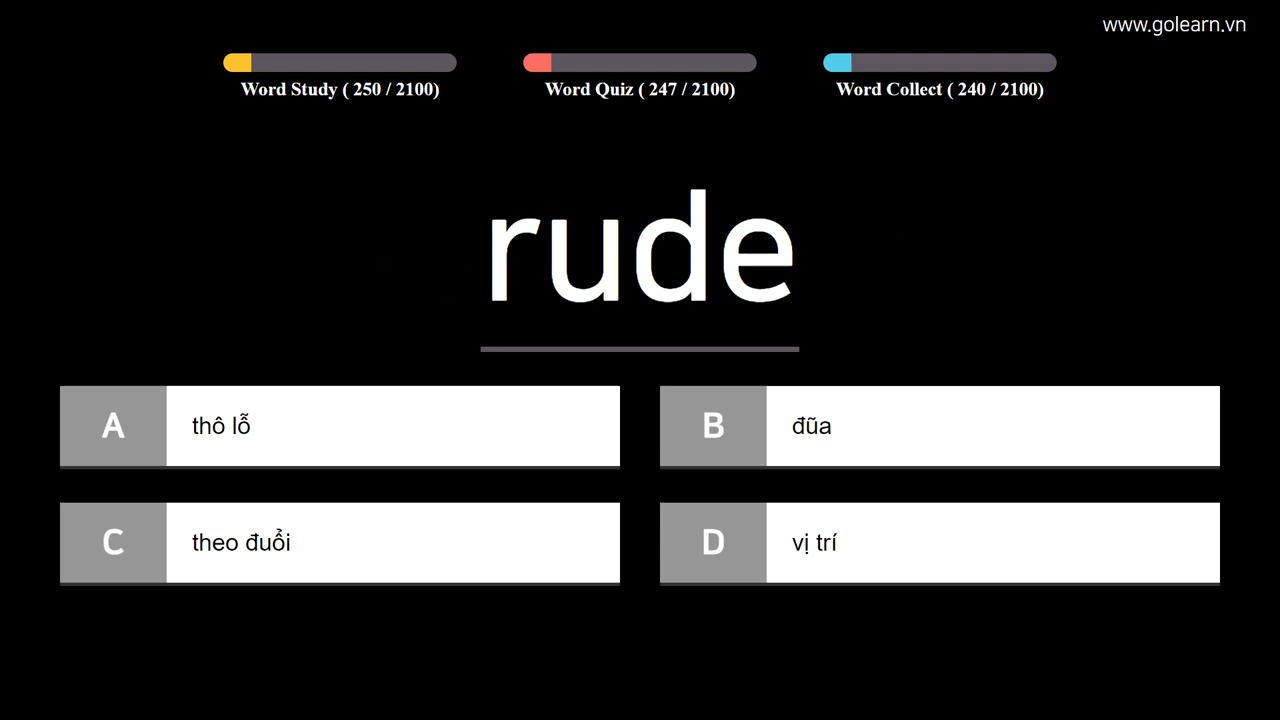 www.golearn.vn
Word Study ( 250 / 2100)
Word Quiz ( 247 / 2100)
Word Collect ( 240 / 2100)
rude
A thô lỗ
B đũa
C theo đuổi
D vị trí